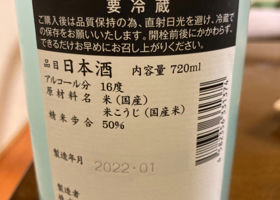 要冷蔵
ご購入後は品質保持の為、直射日光を避け、冷蔵で
の保存をお願いいたします。開栓前後にかかわらず、
できるだけお早めにお召し上がりください。
品目 日本酒 内容量 720ml
アルコール分 16度
原材料名 米(国産)
米こうじ(国産米)
精米歩合 50%
製造年月 2022・01
製造者